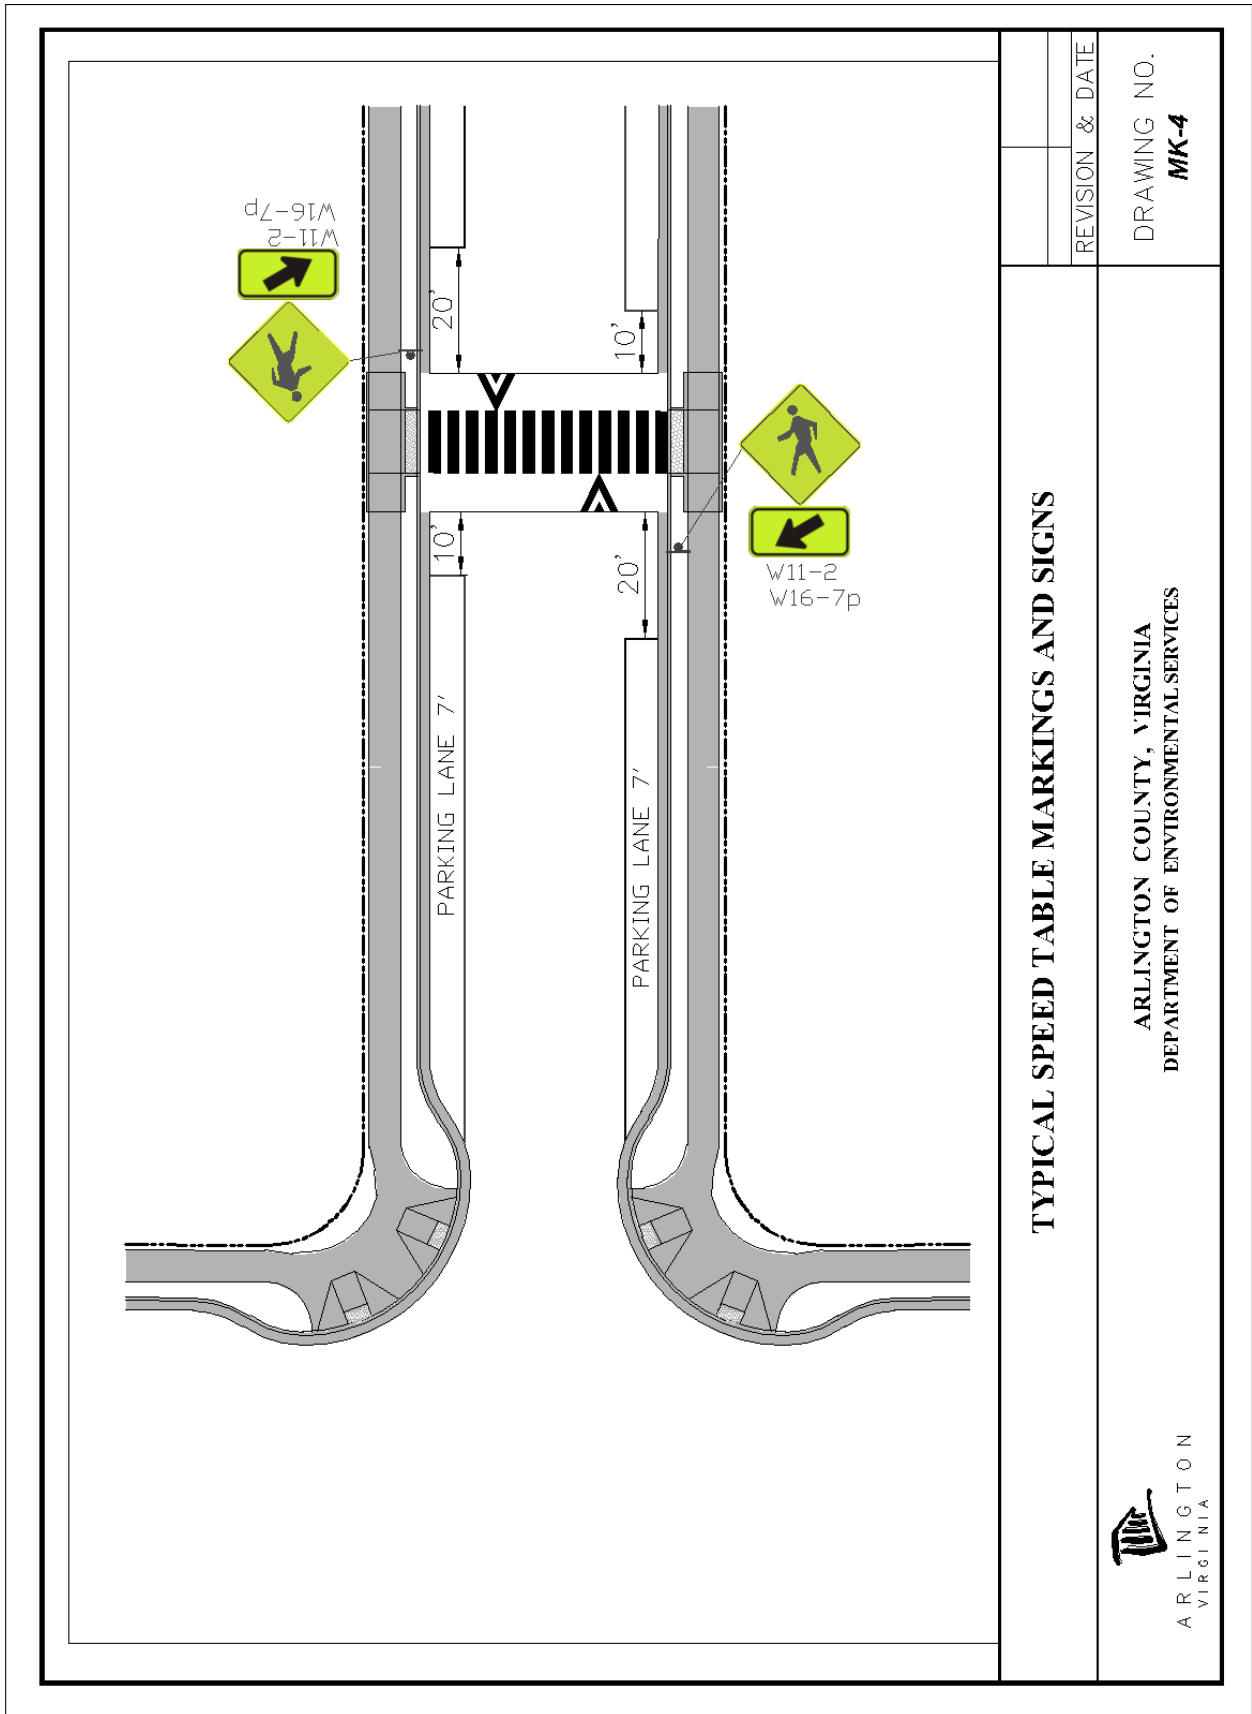 W11-2
W16-7p
20'
10'
10'
20'
W11-2
W16-7p
PARKING LANE 7'
PARKING LANE 7'
TYPICAL SPEED TABLE MARKINGS AND SIGNS
REVISION & DATE
ARLINGTON
VIRGINIA
ARLINGTON COUNTY, VIRGINIA
DEPARTMENT OF ENVIRONMENTAL SERVICES
DRAWING NO.
MK-4